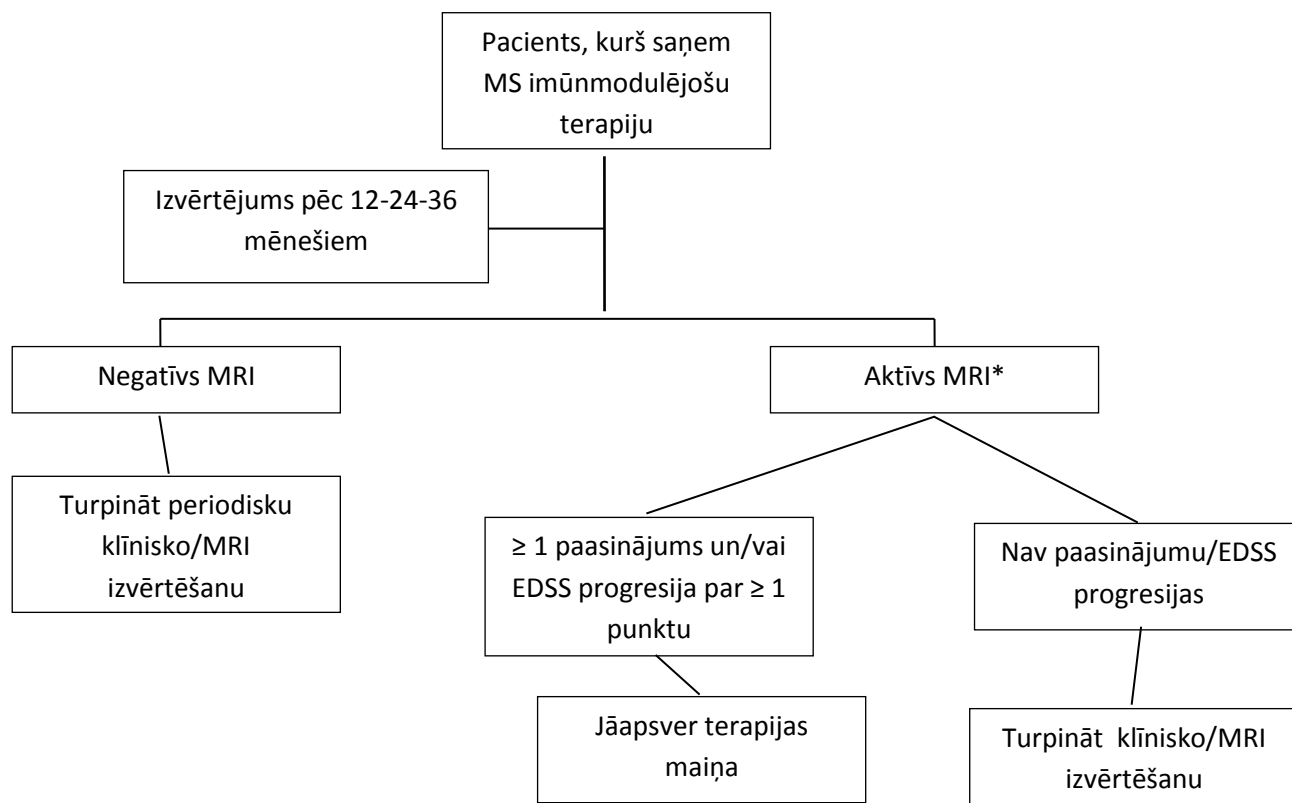 Pacients, kurš saņem
MS imūnmodulējošu
terapiju
Izvērtējums pēc 12-24-36
mēnešiem
Negatīvs MRI
Aktīvs MRI*
Turpināt periodisku
klīnisko/MRI
izvērtēšanu
≥ 1 paasinājums un/vai
EDSS progresija par ≥ 1
punktu
Nav paasinājumu/EDSS
progresijas
Jāapsver terapijas
maiņa
Turpināt klīnisko/MRI
izvērtēšanu